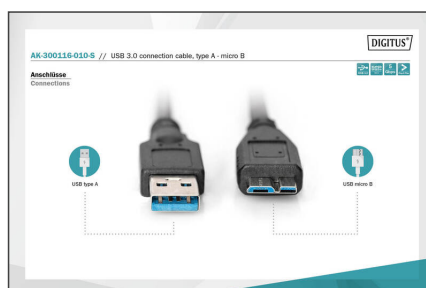 DIGITUS®
AK-300116-010-S // USB 3.0 connection cable, type A - micro B
Anschlüsse
Connections
USB type A
USB micro B